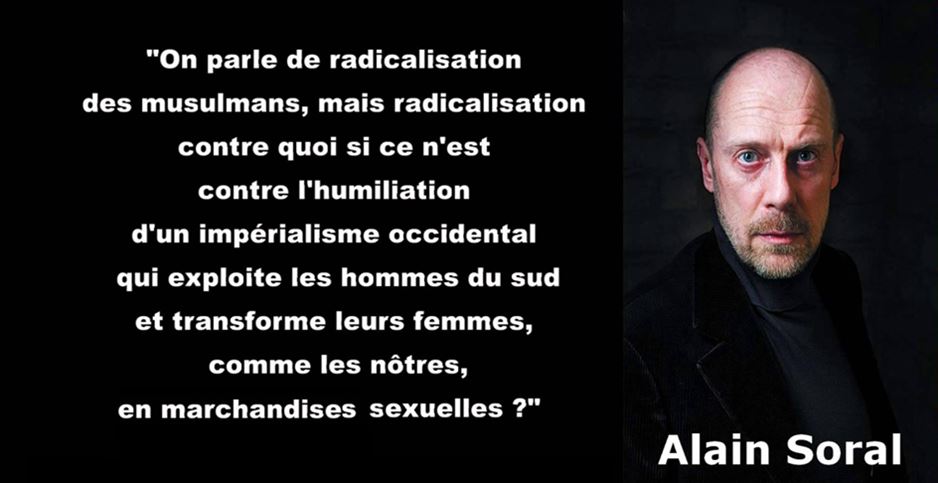 "On parle de radicalisation
des musulmans, mais radicalisation
contre quoi si ce n'est
contre l'humiliation
d'un impérialisme occidental
qui exploite les hommes du sud
et transforme leurs femmes,
comme les nôtres,
en marchandises sexuelles ?"
Alain Soral